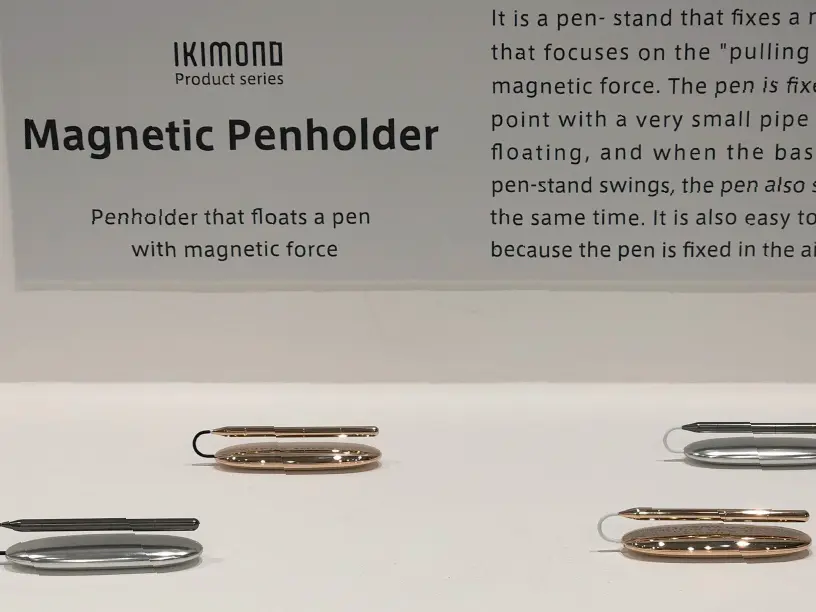 IKIMONO
Product series
Magnetic Penholder
Penholder that floats a pen
with magnetic force
It is a pen- stand that fixes a
that focuses on the "pulling
magnetic force. The pen is
point with a very small pipe
floating, and when the
pen-stand swings, the pen also
the same time. It is also easy to
because the pen is fixed in the